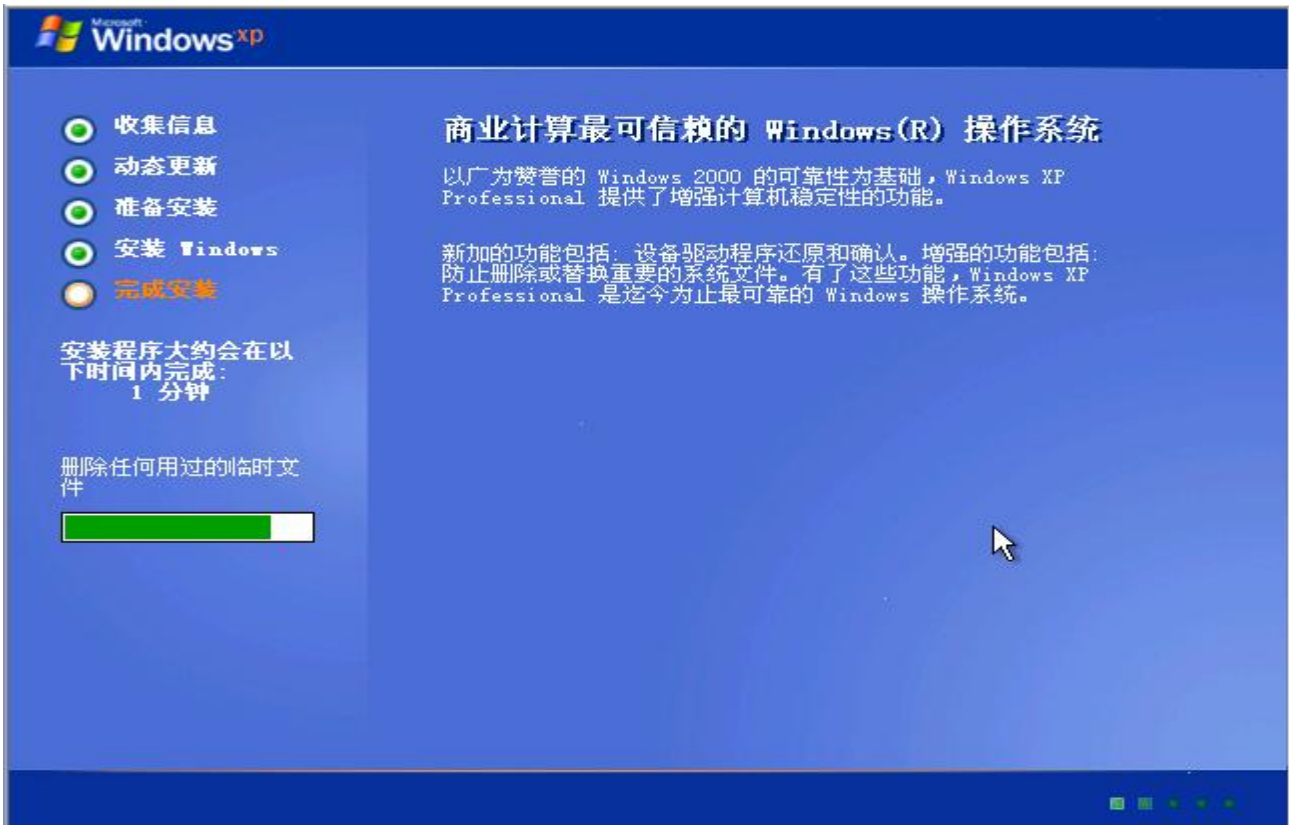 Microsoft
Windows xp
收集信息
动态更新
准备安装
安装 Windows
完成安装
安装程序大约会在以
下时间内完成:
1 分钟
删除任何用过的临时文
件
商业计算最可信赖的 Windows(R) 操作系统
以广为赞誉的 Windows 2000 的可靠性为基础，Windows XP
Professional 提供了增强计算机稳定性的功能。
新加的功能包括: 设备驱动程序还原和确认。增强的功能包括:
防止删除或替换重要的系统文件。有了这些功能，Windows XP
Professional 是迄今为止最可靠的 Windows 操作系统。